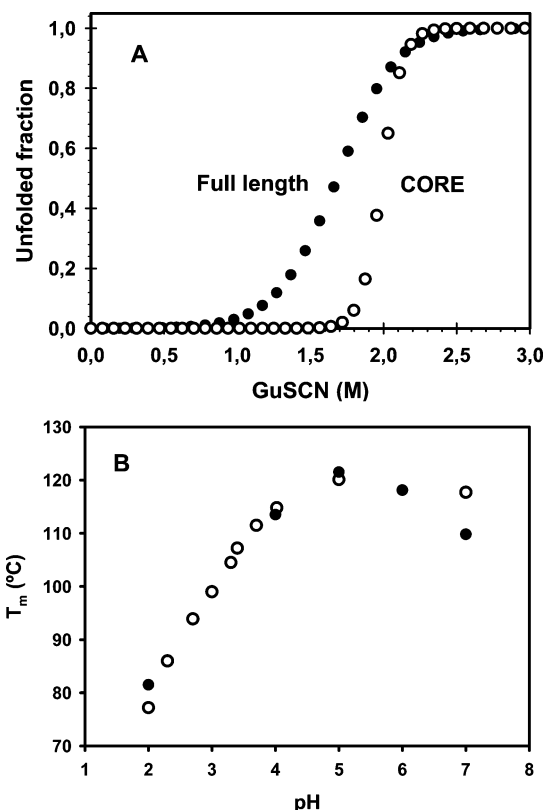 A
1,0
0,8
0,6
0,4
0,2
0,0
Unfolded fraction
Full length
CORE
0,0 0,5 1,0 1,5 2,0 2,5 3,0
GuSCN (M)
B
130
120
110
100
90
80
70
Tm (ºC)
1 2 3 4 5 6 7 8
pH